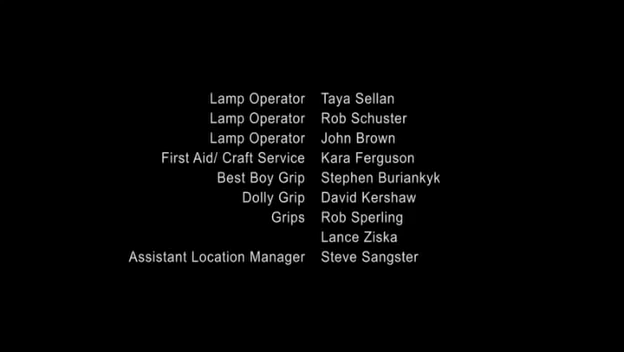 Lamp Operator Taya Sellan
Lamp Operator Rob Schuster
Lamp Operator John Brown
First Aid/ Craft Service Kara Ferguson
Best Boy Grip Stephen Buriankyk
Dolly Grip David Kershaw
Grips Rob Sperling
Lance Ziska
Assistant Location Manager Steve Sangster